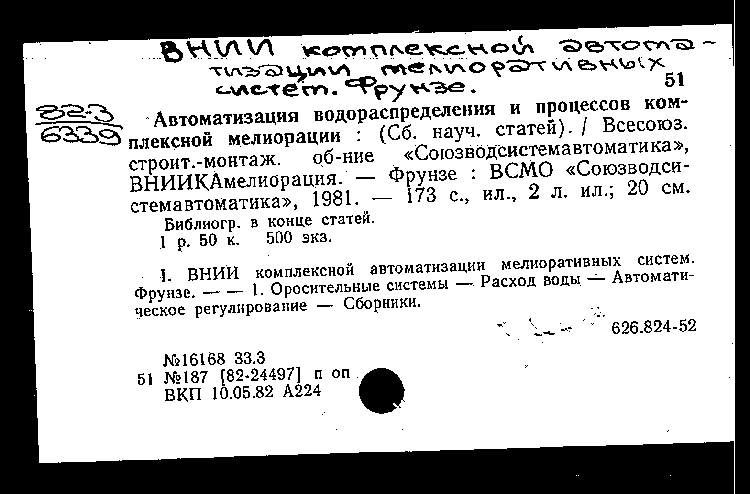 ВНИИ комплексной автома-
тизации мелиоративных
систем. Фрунзе.
51
82-3
6339
Автоматизация водораспределения и процессов ком-
плексной мелиорации : (Сб. науч. статей). / Всесоюз.
строит.-монтаж. об-ние «Союзводсистемавтоматика»,
ВНИИКАмелиорация. — Фрунзе : ВСМО «Союзводси-
стемавтоматика», 1981. — 173 с., ил., 2 л. ил.; 20 см.
Библиогр. в конце статей.
1 р. 50 к. 500 экз.
I. ВНИИ комплексной автоматизации мелиоративных систем.
Фрунзе. — — 1. Оросительные системы — Расход воды — Автомати-
ческое регулирование — Сборники.
626.824-52
№16168 33.3
51 №187 [82-24497] п оп
ВКП 10.05.82 А224